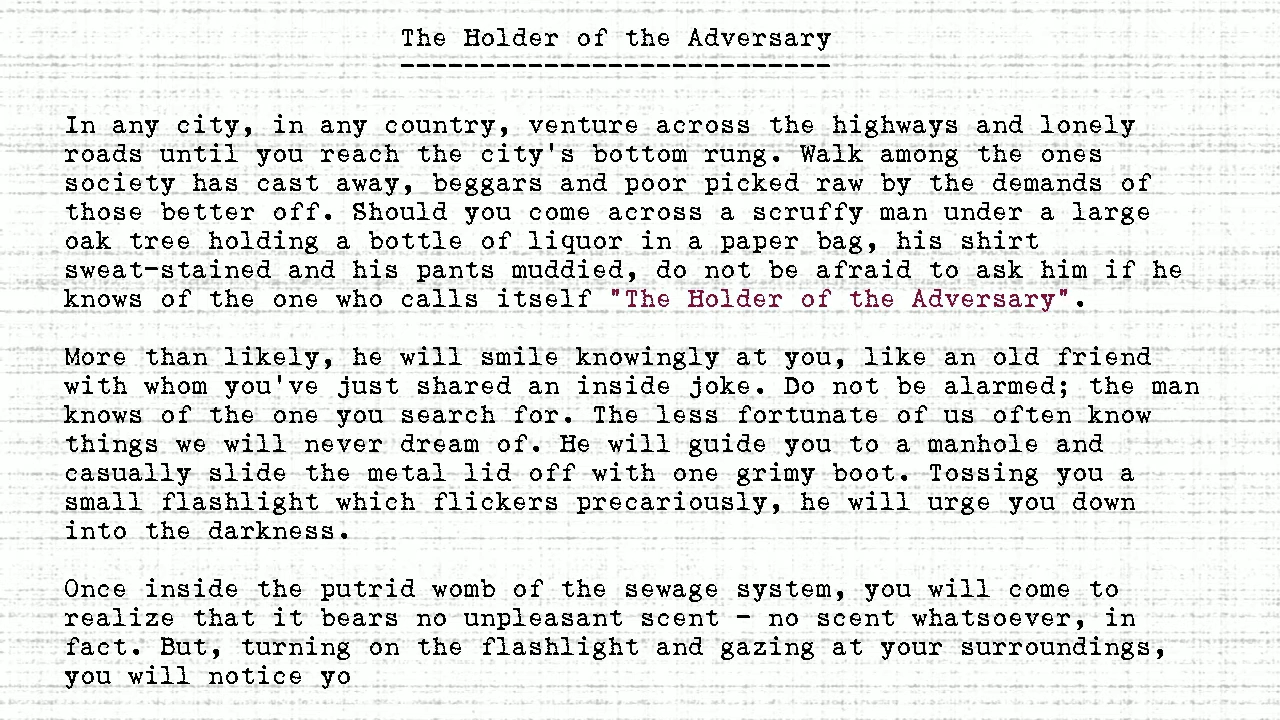 The Holder of the Adversary
---------------------------
In any city, in any country, venture across the highways and lonely
roads until you reach the city's bottom rung. Walk among the ones
society has cast away, beggars and poor picked raw by the demands of
those better off. Should you come across a scruffy man under a large
oak tree holding a bottle of liquor in a paper bag, his shirt
sweat-stained and his pants muddied, do not be afraid to ask him if he
knows of the one who calls itself "The Holder of the Adversary".
More than likely, he will smile knowingly at you, like an old friend
with whom you've just shared an inside joke. Do not be alarmed; the man
knows of the one you search for. The less fortunate of us often know
things we will never dream of. He will guide you to a manhole and
casually slide the metal lid off with one grimy boot. Tossing you a
small flashlight which flickers precariously, he will urge you down
into the darkness.
Once inside the putrid womb of the sewage system, you will come to
realize that it bears no unpleasant scent - no scent whatsoever, in
fact. But, turning on the flashlight and gazing at your surroundings,
you will notice yo